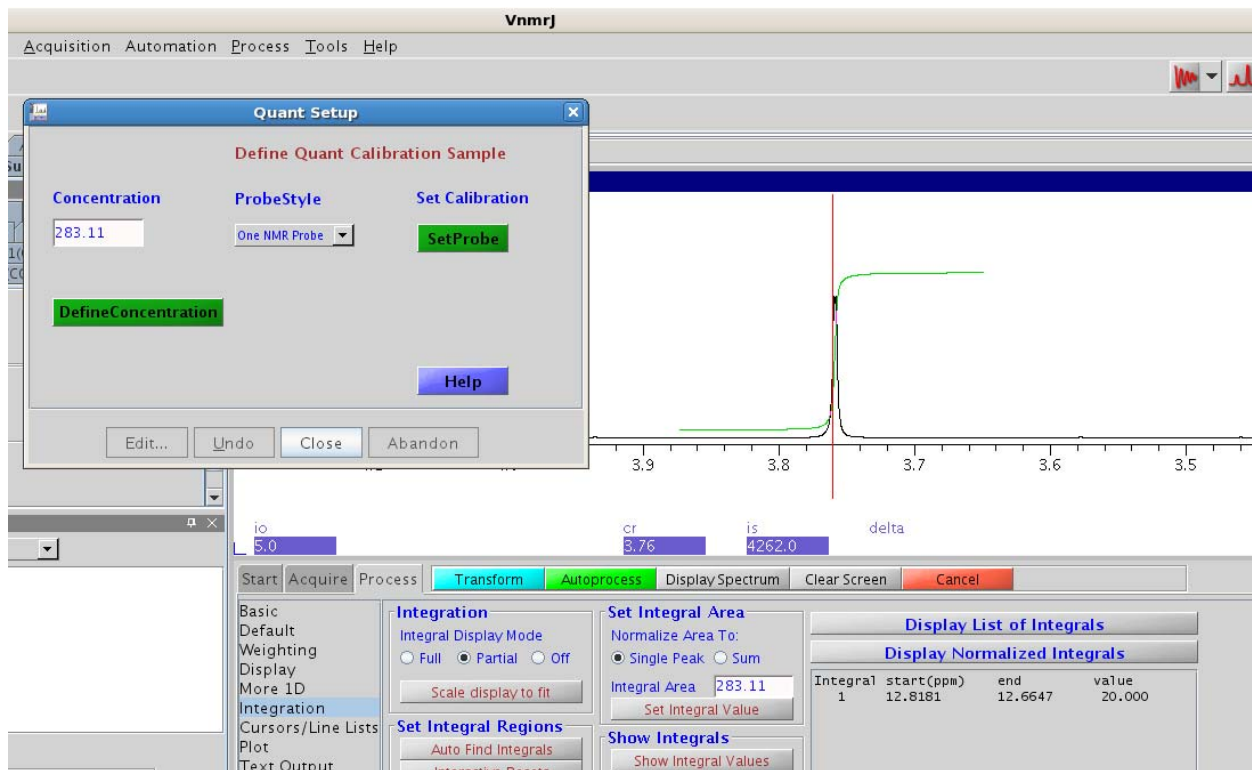 VnmrJ
Acquisition Automation Process Tools Help
Quant Setup
Define Quant Calibration Sample
Concentration ProbeStyle Set Calibration
283.11 One NMR Probe SetProbe
DefineConcentration
Help
Edit... Undo Close Abandon
3.9 3.8 3.7 3.6 3.5
io cr is delta
5.0 3.76 4262.0
Start Acquire Process Transform Autoprocess Display Spectrum Clear Screen Cancel
Basic
Default
Weighting
Display
More 1D
Integration
Cursors/Line Lists
Plot
Text Output
Integration
Integral Display Mode
Full Partial Off
Scale display to fit
Set Integral Regions
Auto Find Integrals
Interactive Resets
Set Integral Area
Normalize Area To:
Single Peak Sum
Integral Area 283.11
Set Integral Value
Show Integrals
Show Integral Values
Display List of Integrals
Display Normalized Integrals
Integral start(ppm) end value
1 12.8181 12.6647 20.000